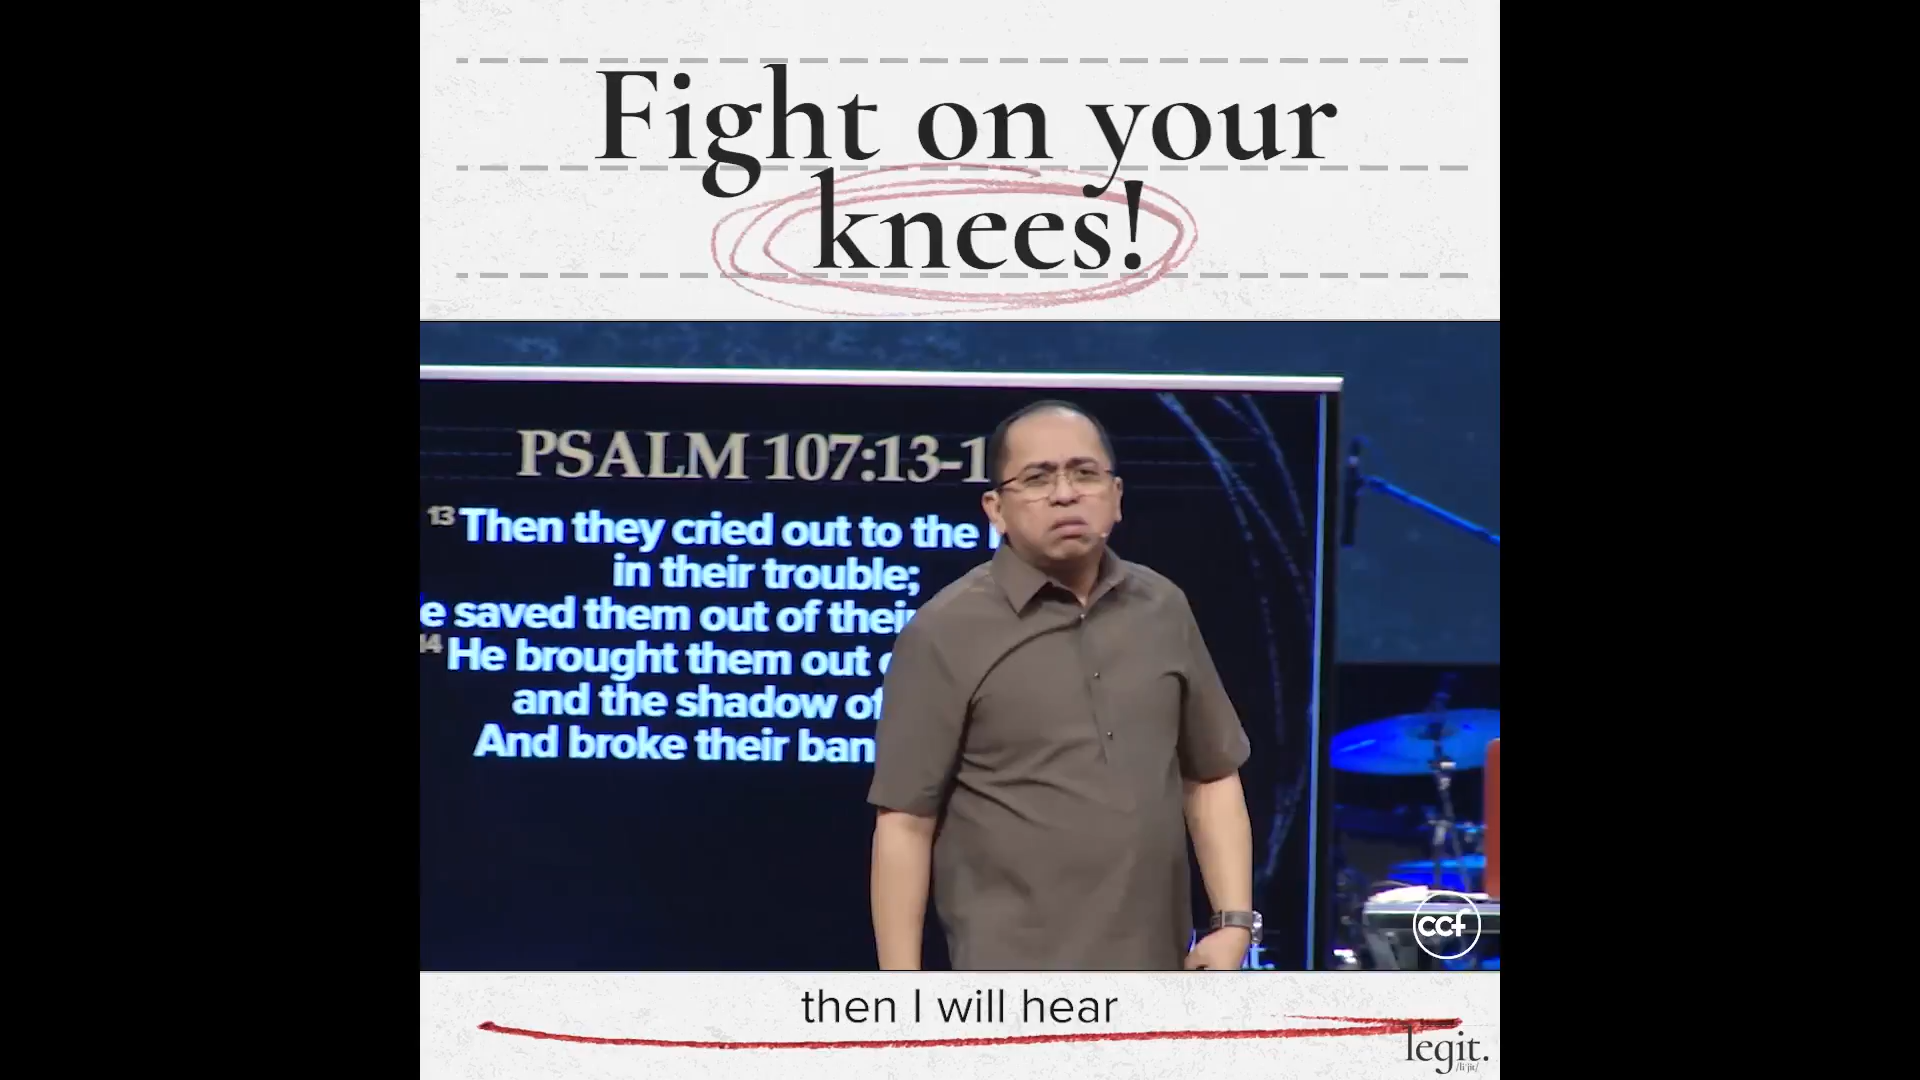 Fight on your
knees!
PSALM 107:13-1
13 Then they cried out to the
in their trouble;
e saved them out of their
14 He brought them out
and the shadow of
And broke their ban
ccf
then I will hear
legit.